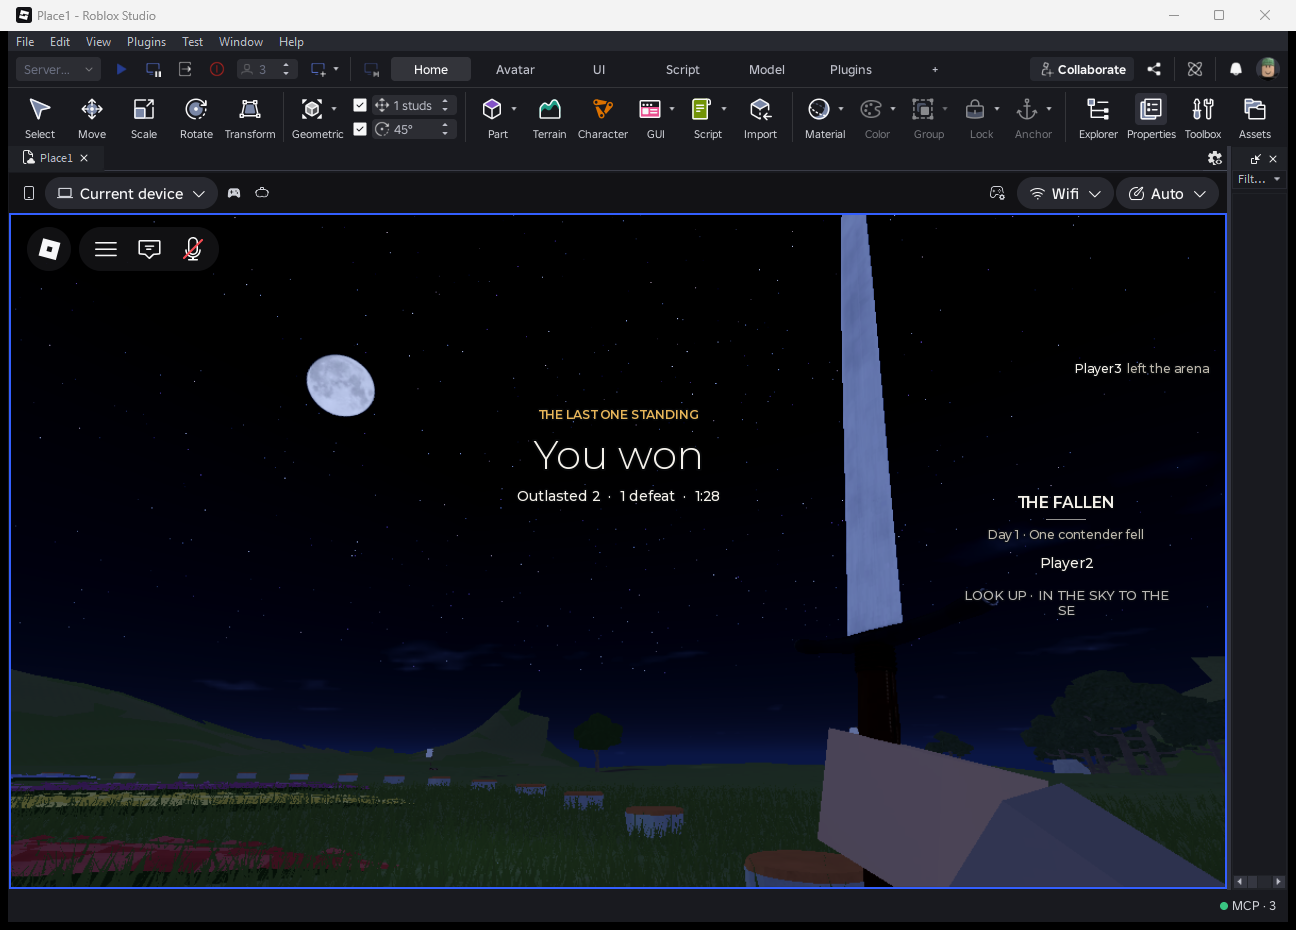 Place1 - Roblox Studio
File Edit View Plugins Test Window Help
Server... 3 Home Avatar UI Script Model Plugins + Collaborate
1 studs
45°
Select Move Scale Rotate Transform Geometric Part Terrain Character GUI Script Import Material Color Group Lock Anchor Explorer Properties Toolbox Assets
Place1
Filt...
Current device Wifi Auto
Player3 left the arena
THE LAST ONE STANDING
You won
Outlasted 2 · 1 defeat · 1:28
THE FALLEN
Day 1 · One contender fell
Player2
LOOK UP · IN THE SKY TO THE
SE
MCP · 3